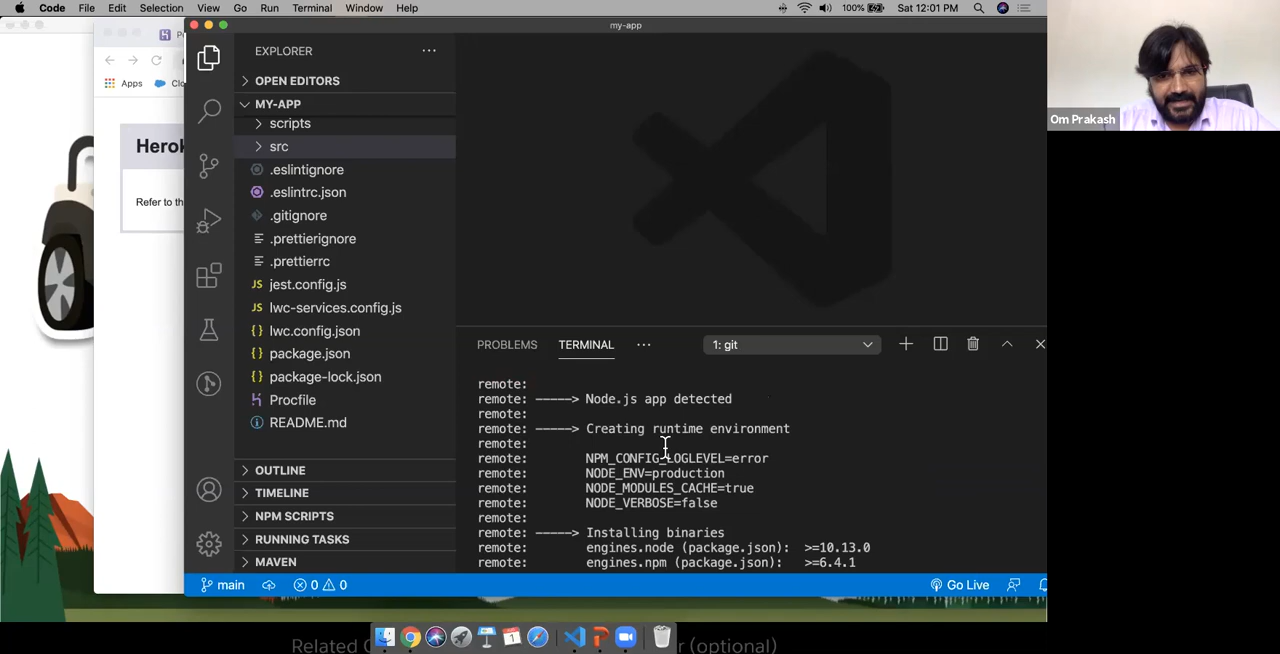 Code File Edit Selection View Go Run Terminal Window Help 100% Sat 12:01 PM
my-app
Apps
Refer to th
EXPLORER
OPEN EDITORS
MY-APP
scripts
src
.eslintignore
.eslintrc.json
.gitignore
.prettierignore
.prettierrc
JS jest.config.js
JS lwc-services.config.js
{} lwc.config.json
{} package.json
{} package-lock.json
Procfile
README.md
OUTLINE
TIMELINE
NPM SCRIPTS
RUNNING TASKS
MAVEN
PROBLEMS TERMINAL ··· 1: git
remote:
remote: -----> Node.js app detected
remote:
remote: -----> Creating runtime environment
remote:
remote: NPM_CONFIG_LOGLEVEL=error
remote: NODE_ENV=production
remote: NODE_MODULES_CACHE=true
remote: NODE_VERBOSE=false
remote:
remote: -----> Installing binaries
remote: engines.node (package.json): >=10.13.0
remote: engines.npm (package.json): >=6.4.1
main 0 0 Go Live
Om Prakash
Related
(optional)